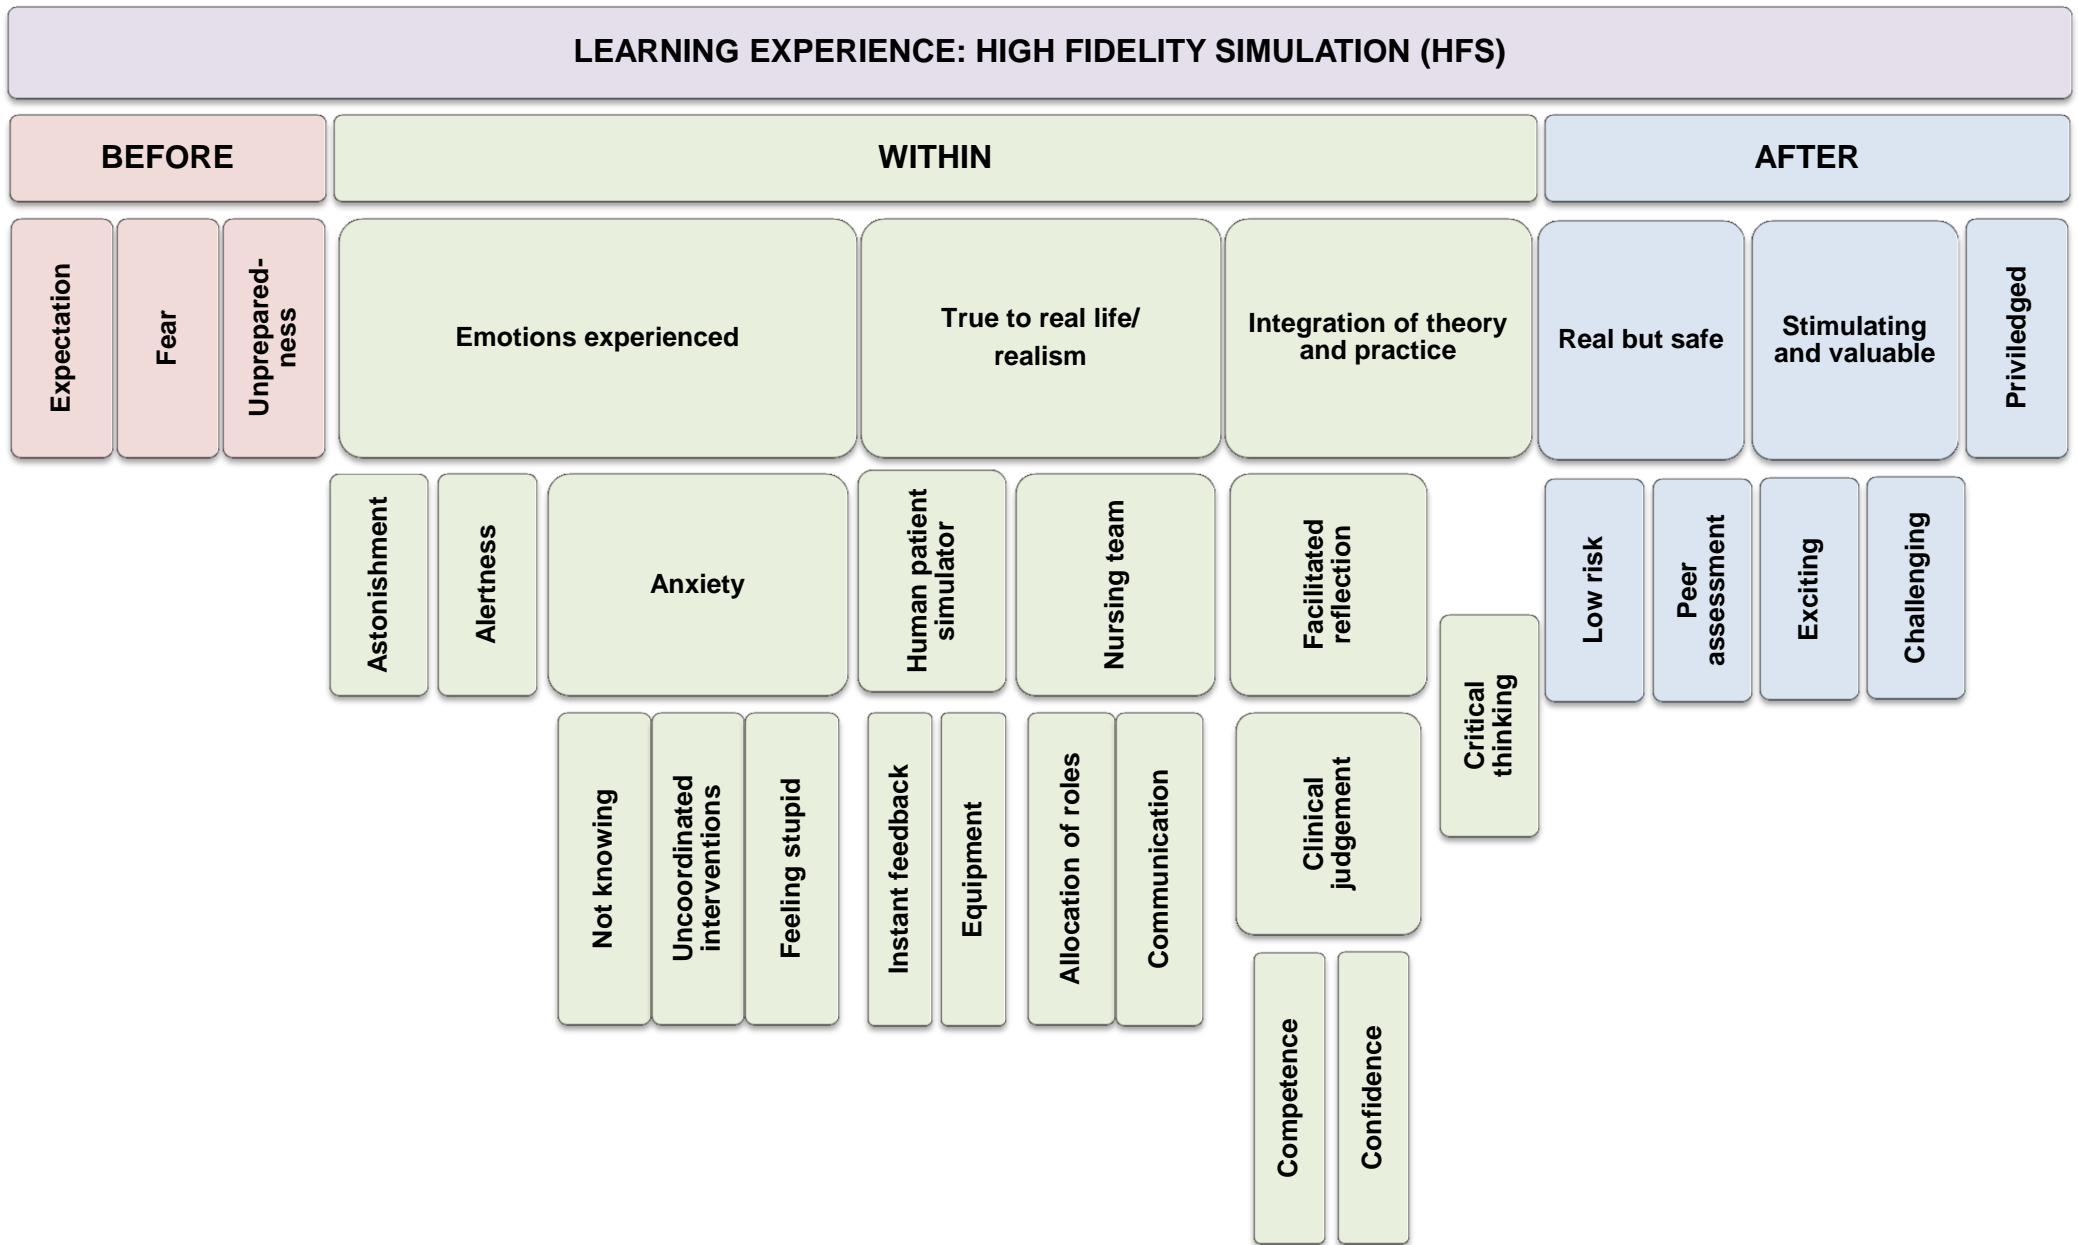 LEARNING EXPERIENCE: HIGH FIDELITY SIMULATION (HFS)
BEFORE
WITHIN
AFTER
Expectation
Fear
Unprepared-
ness
Emotions experienced
True to real life/
realism
Integration of theory
and practice
Real but safe
Stimulating
and valuable
Priviledged
Astonishment
Alertness
Anxiety
Human patient
simulator
Nursing team
Facilitated
reflection
Critical
thinking
Low risk
Peer
assessment
Exciting
Challenging
Not knowing
Uncoordinated
interventions
Feeling stupid
Instant feedback
Equipment
Allocation of roles
Communication
Clinical
judgement
Competence
Confidence